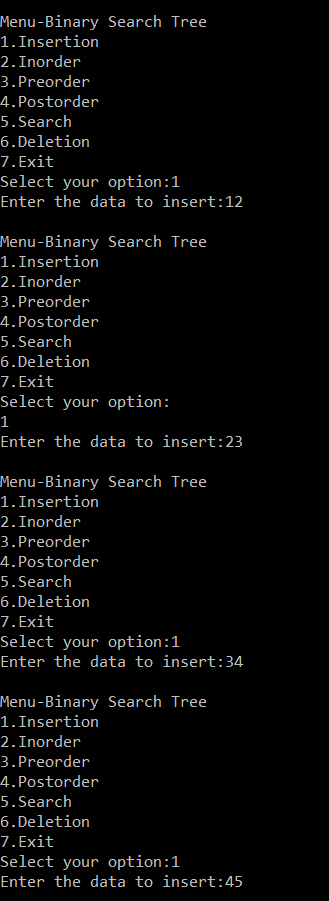 Menu-Binary Search Tree
1.Insertion
2.Inorder
3.Preorder
4.Postorder
5.Search
6.Deletion
7.Exit
Select your option:1
Enter the data to insert:12
Menu-Binary Search Tree
1.Insertion
2.Inorder
3.Preorder
4.Postorder
5.Search
6.Deletion
7.Exit
Select your option:
1
Enter the data to insert:23
Menu-Binary Search Tree
1.Insertion
2.Inorder
3.Preorder
4.Postorder
5.Search
6.Deletion
7.Exit
Select your option:1
Enter the data to insert:34
Menu-Binary Search Tree
1.Insertion
2.Inorder
3.Preorder
4.Postorder
5.Search
6.Deletion
7.Exit
Select your option:1
Enter the data to insert:45